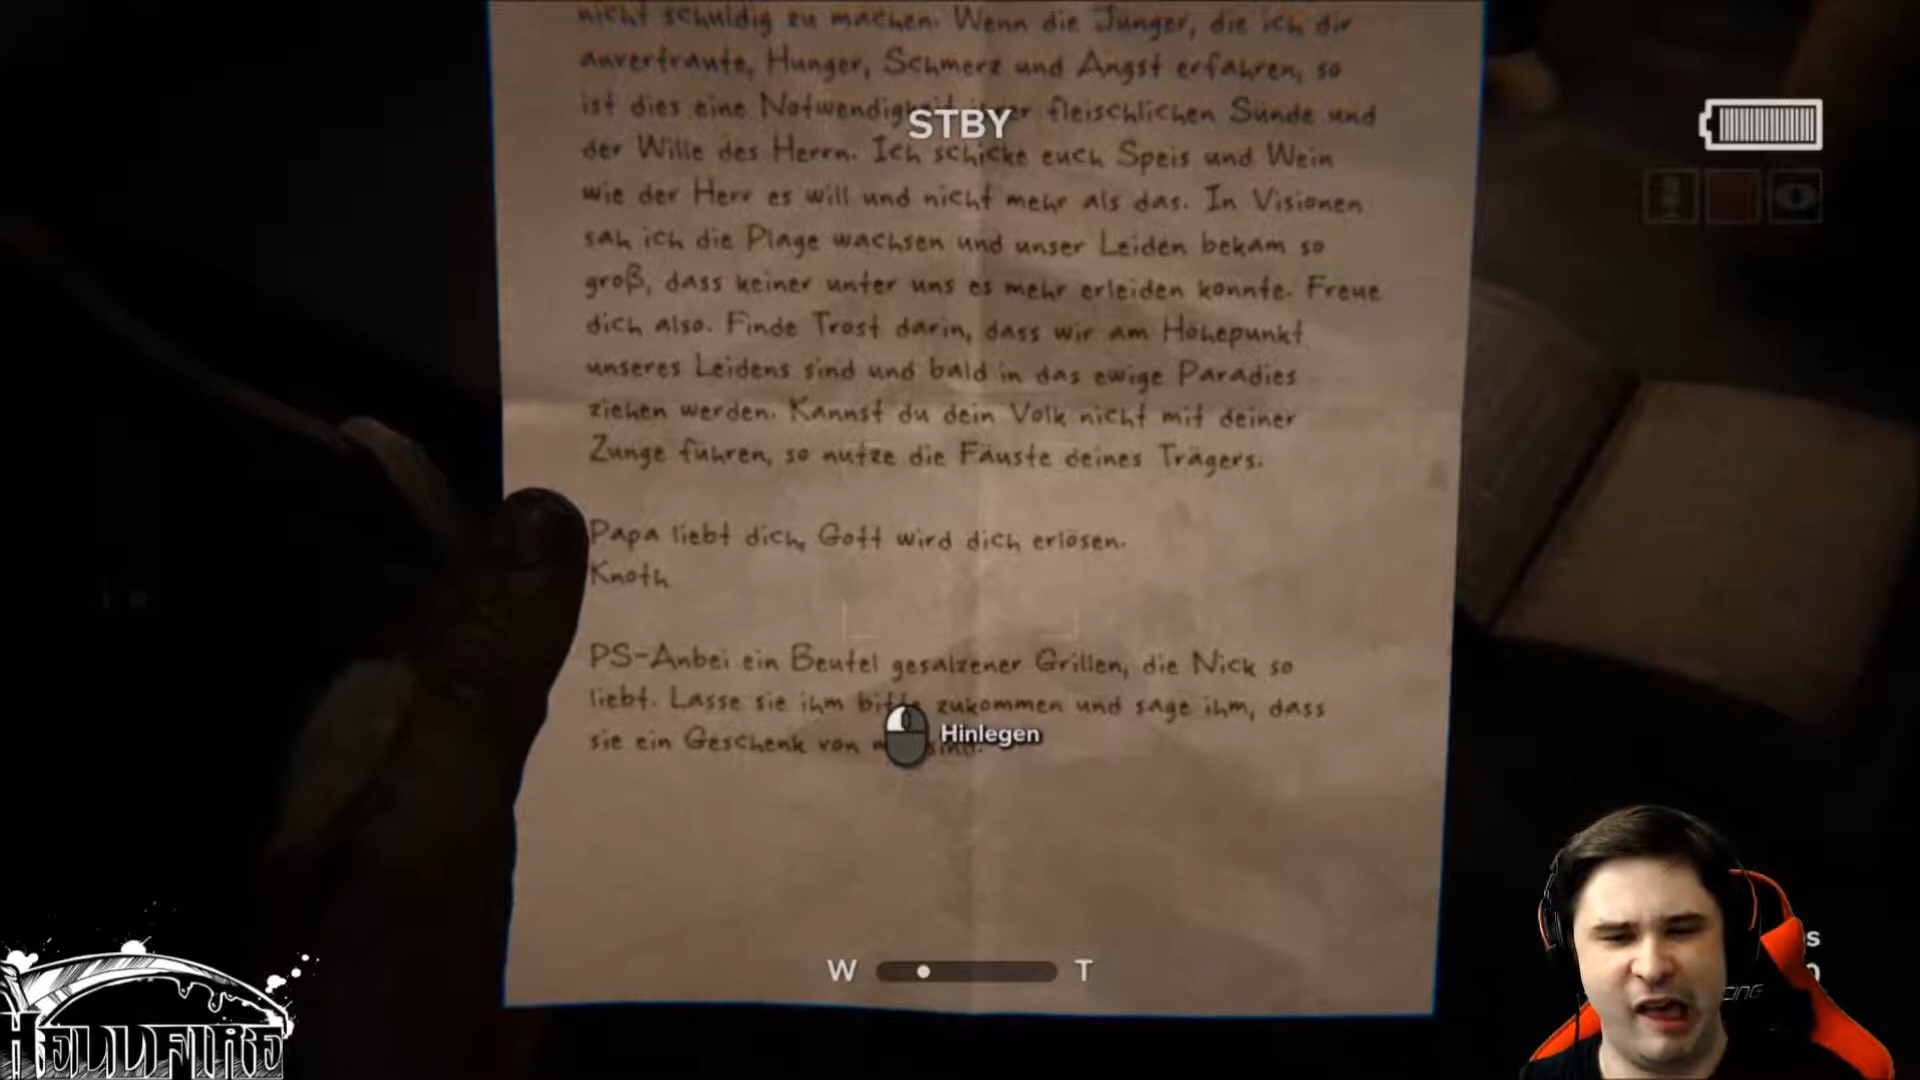 nicht schuldig zu machen. Wenn die Jünger, die ich dir
anvertraute, Hunger, Schmerz und Angst erfahren, so
ist dies eine Notwendigkeit ihrer fleischlichen Sünde und
STBY
der Wille des Herrn. Ich schicke euch Speis und Wein
wie der Herr es will und nicht mehr als das. In Visionen
sah ich die Plage wachsen und unser Leiden bekam so
groß, dass keiner unter uns es mehr erleiden konnte. Freue
dich also. Finde Trost darin, dass wir am Höhepunkt
unseres Leidens sind und bald in das ewige Paradies
ziehen werden. Kannst du dein Volk nicht mit deiner
Zunge führen, so nutze die Fäuste deines Trägers.
Papa liebt dich, Gott wird dich erlösen.
Knoth
PS-Anbei ein Beutel gesalzener Grillen, die Nick so
liebt. Lasse sie ihm bitte zukommen und sage ihm, dass
sie ein Geschenk von sind.
Hinlegen
W T
HELLFIRE